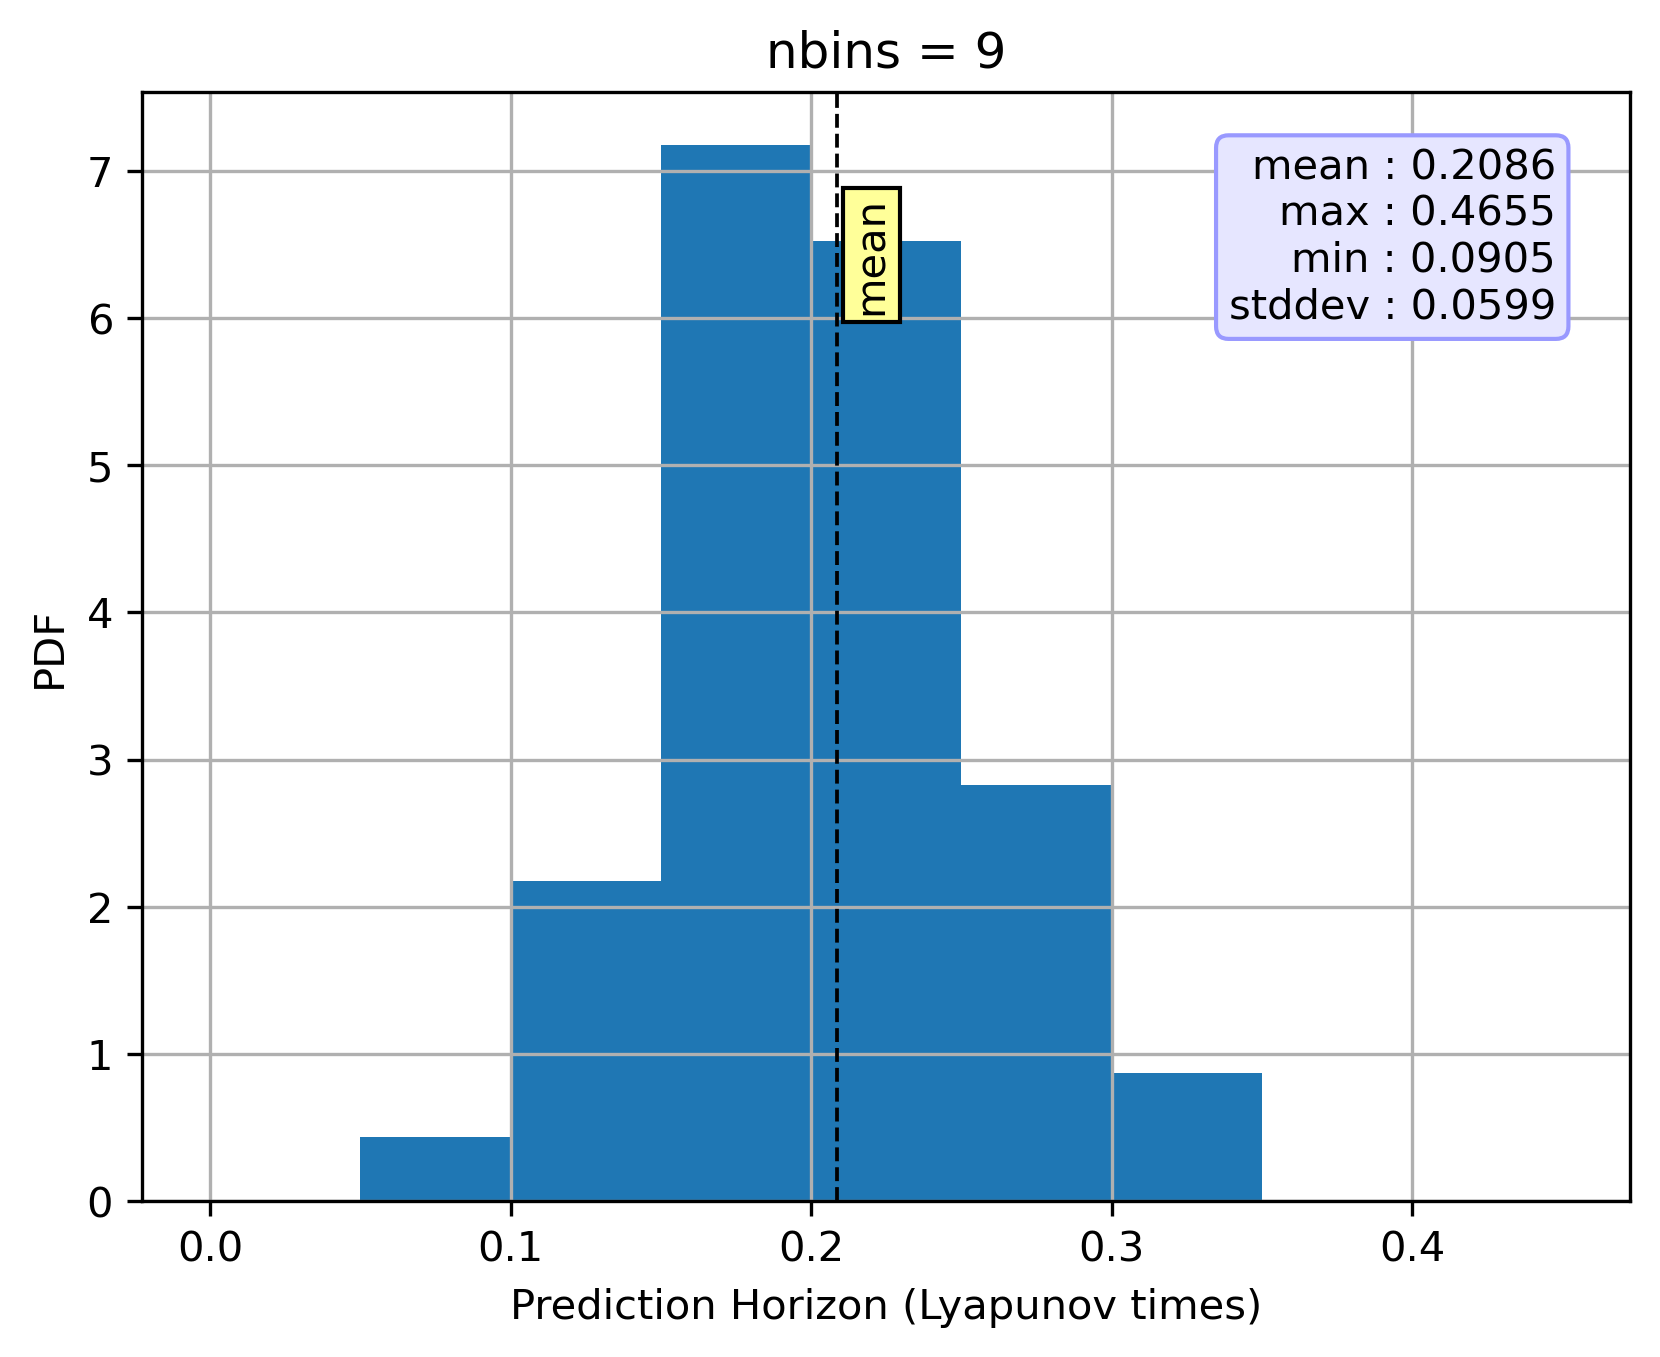 nbins = 9
mean : 0.2086
max : 0.4655
min : 0.0905
stddev : 0.0599
mean
7
6
5
4
3
2
1
0
PDF
0.0 0.1 0.2 0.3 0.4
Prediction Horizon (Lyapunov times)